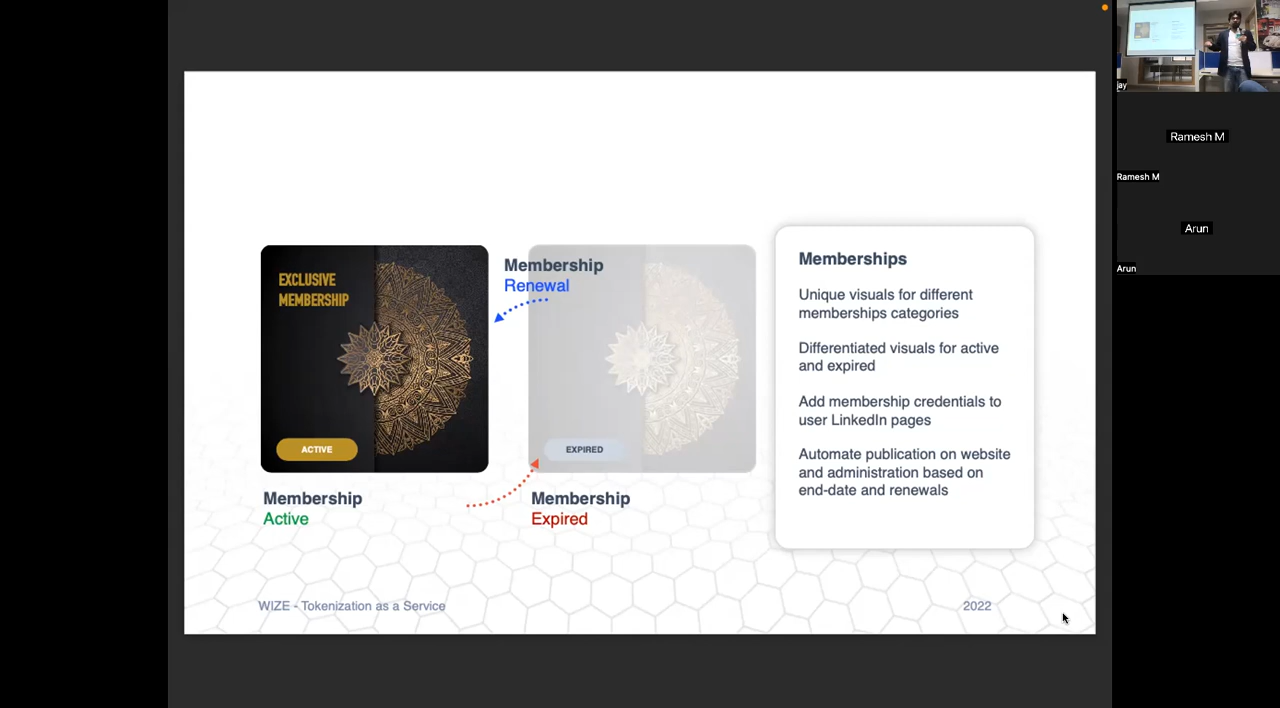 EXCLUSIVE
MEMBERSHIP
ACTIVE
Membership
Active
Membership
Renewal
EXPIRED
Membership
Expired
Memberships
Unique visuals for different
memberships categories
Differentiated visuals for active
and expired
Add membership credentials to
user LinkedIn pages
Automate publication on website
and administration based on
end-date and renewals
WIZE - Tokenization as a Service
2022
jay
Ramesh M
Ramesh M
Arun
Arun